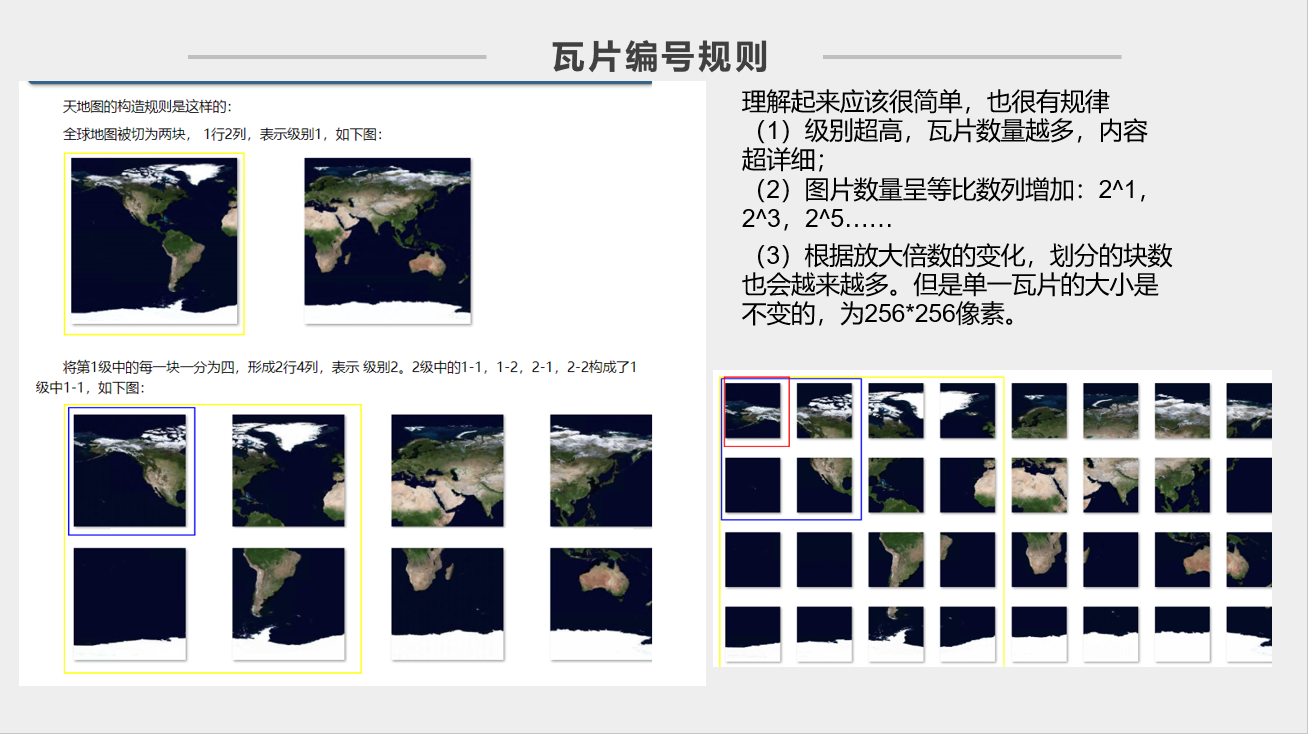 瓦片编号规则
天地图的构造规则是这样的：
全球地图被切为两块， 1行2列，表示级别1，如下图：
将第1级中的每一块一分为四，形成2行4列，表示 级别2。2级中的1-1，1-2，2-1，2-2构成了1
级中1-1，如下图：
理解起来应该很简单，也很有规律
（1）级别超高，瓦片数量越多，内容
超详细；
（2）图片数量呈等比数列增加：2^1，
2^3，2^5……
（3）根据放大倍数的变化，划分的块数
也会越来越多。但是单一瓦片的大小是
不变的，为256*256像素。